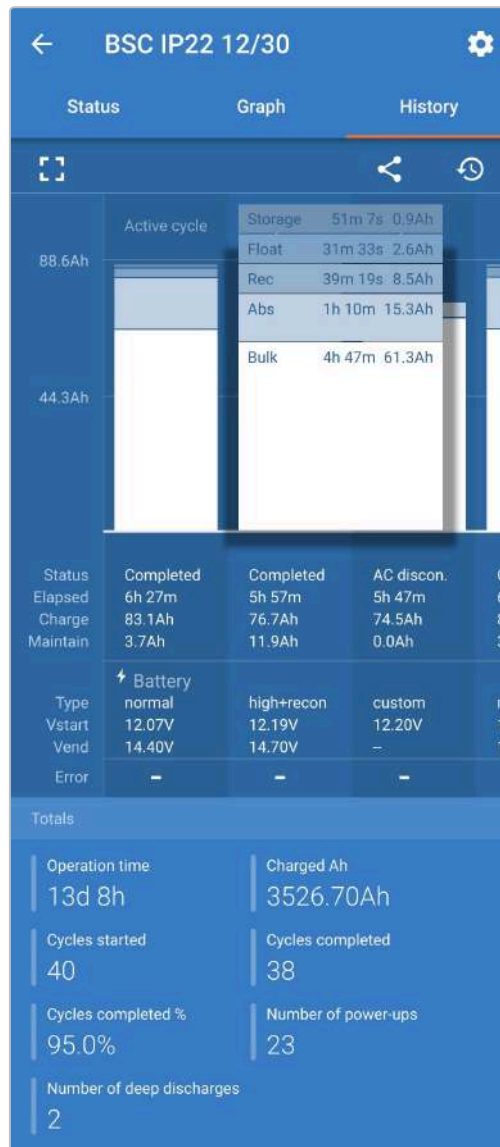 BSC IP22 12/30
Status Graph History
Active cycle
88.6Ah
44.3Ah
Storage 51m 7s 0.9Ah
Float 31m 33s 2.6Ah
Rec 39m 19s 8.5Ah
Abs 1h 10m 15.3Ah
Bulk 4h 47m 61.3Ah
Status Completed Completed AC discon.
Elapsed 6h 27m 5h 57m 5h 47m
Charge 83.1Ah 76.7Ah 74.5Ah
Maintain 3.7Ah 11.9Ah 0.0Ah
Battery
Type normal high+recon custom
Vstart 12.07V 12.19V 12.20V
Vend 14.40V 14.70V –
Error – – –
Totals
Operation time Charged Ah
13d 8h 3526.70Ah
Cycles started Cycles completed
40 38
Cycles completed % Number of power-ups
95.0% 23
Number of deep discharges
2